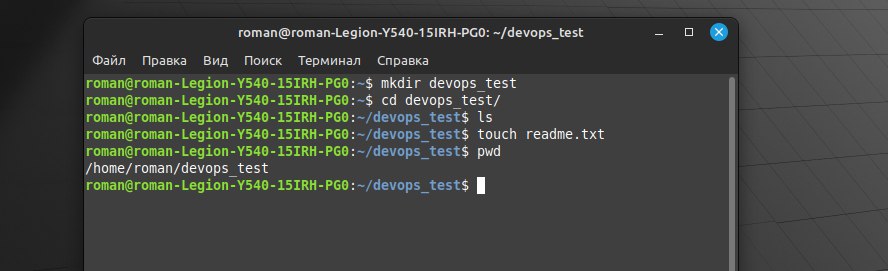 roman@roman-Legion-Y540-15IRH-PG0: ~/devops_test
Файл Правка Вид Поиск Терминал Справка
roman@roman-Legion-Y540-15IRH-PG0:~$ mkdir devops_test
roman@roman-Legion-Y540-15IRH-PG0:~$ cd devops_test/
roman@roman-Legion-Y540-15IRH-PG0:~/devops_test$ ls
roman@roman-Legion-Y540-15IRH-PG0:~/devops_test$ touch readme.txt
roman@roman-Legion-Y540-15IRH-PG0:~/devops_test$ pwd
/home/roman/devops_test
roman@roman-Legion-Y540-15IRH-PG0:~/devops_test$